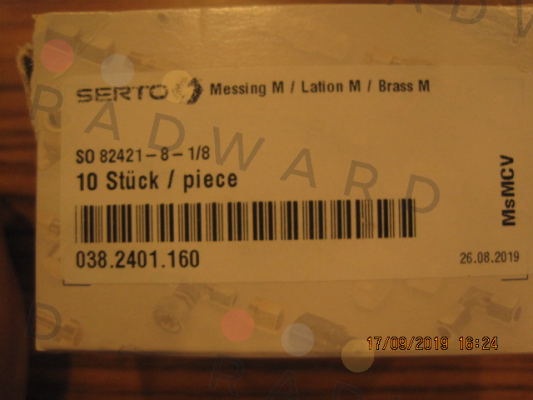 SERTO Messing M / Lation M / Brass M
SO 82421-8-1/8
10 Stück / piece
MsMCV
038.2401.160
26.08.2019
17/09/2019 16:24
RADWARD